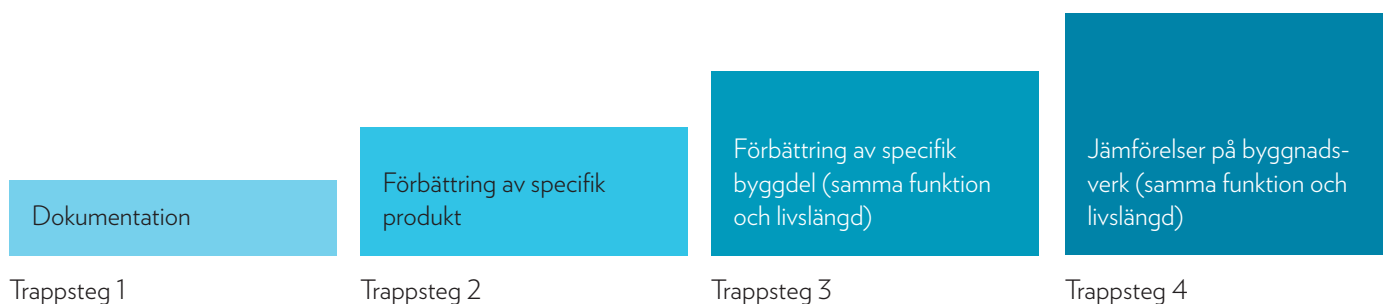 Dokumentation
Trappsteg 1
Förbättring av specifik
produkt
Trappsteg 2
Förbättring av specifik
byggdel (samma funktion
och livslängd)
Trappsteg 3
Jämförelser på byggnads-
verk (samma funktion och
livslängd)
Trappsteg 4